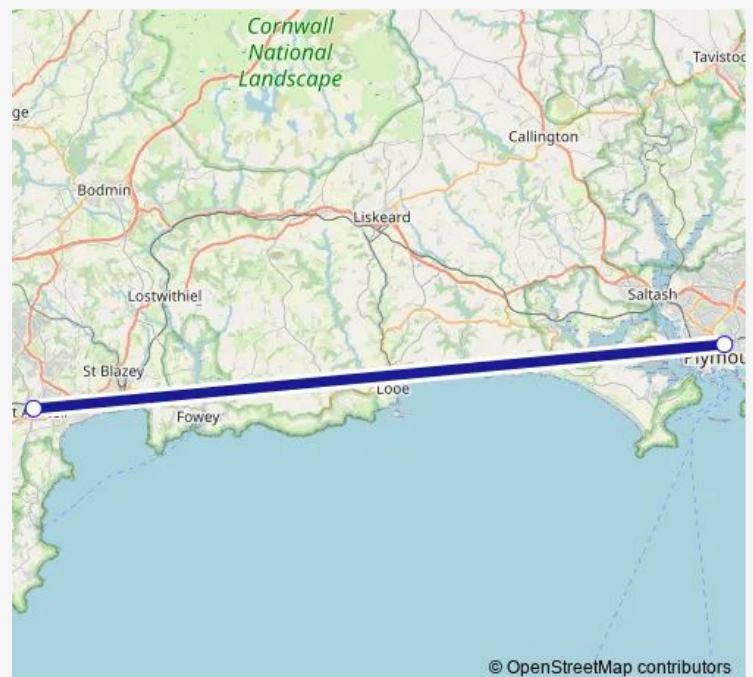 Cornwall
National
Landscape
Tavistoc
ge
Callington
Bodmin
Liskeard
Lostwithiel
Saltash
St Blazey
Looe
Fowey
© OpenStreetMap contributors